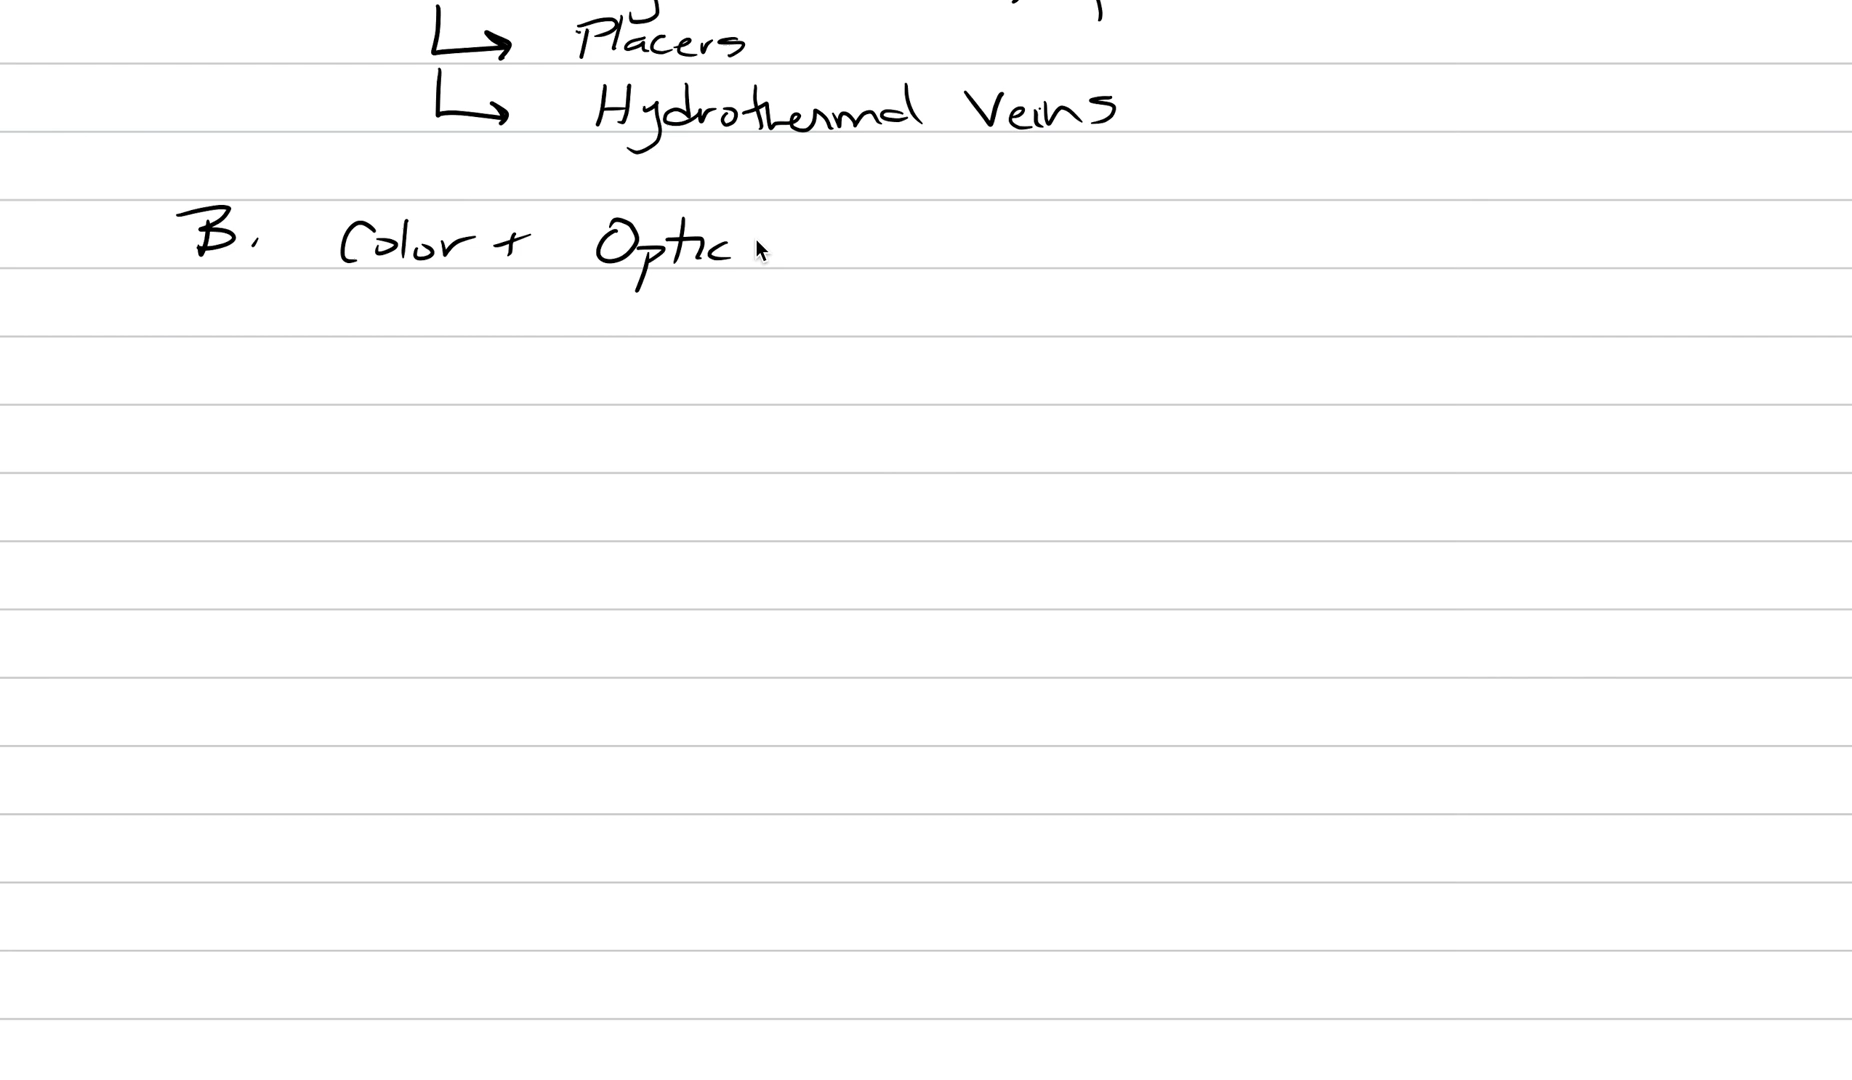 ↳ Placers
↳ Hydrothermal Veins
B. Color + Optic